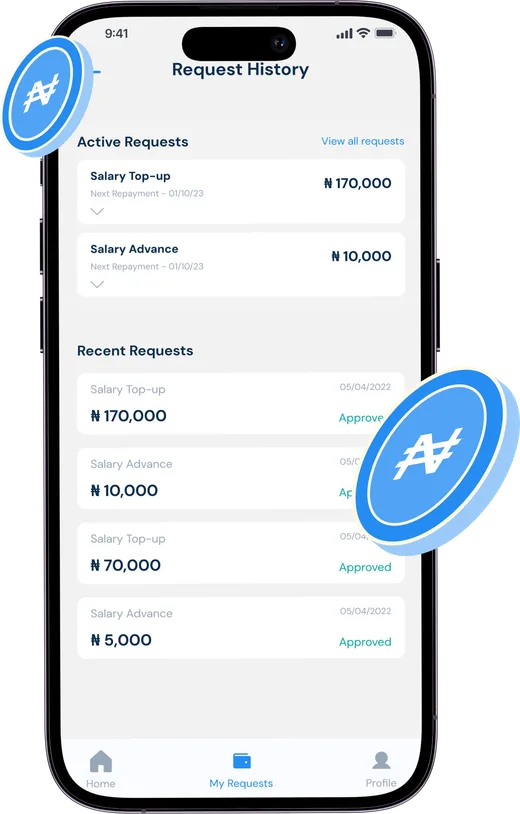 9:41
Request History
Active Requests
View all requests
Salary Top-up
₦ 170,000
Next Repayment - 01/10/23
Salary Advance
₦ 10,000
Next Repayment - 01/10/23
Recent Requests
Salary Top-up
05/04/2022
₦ 170,000
Salary Advance
₦ 10,000
Salary Top-up
₦ 70,000
Approved
Salary Advance
05/04/2022
₦ 5,000
Approved
Home
My Requests
Profile